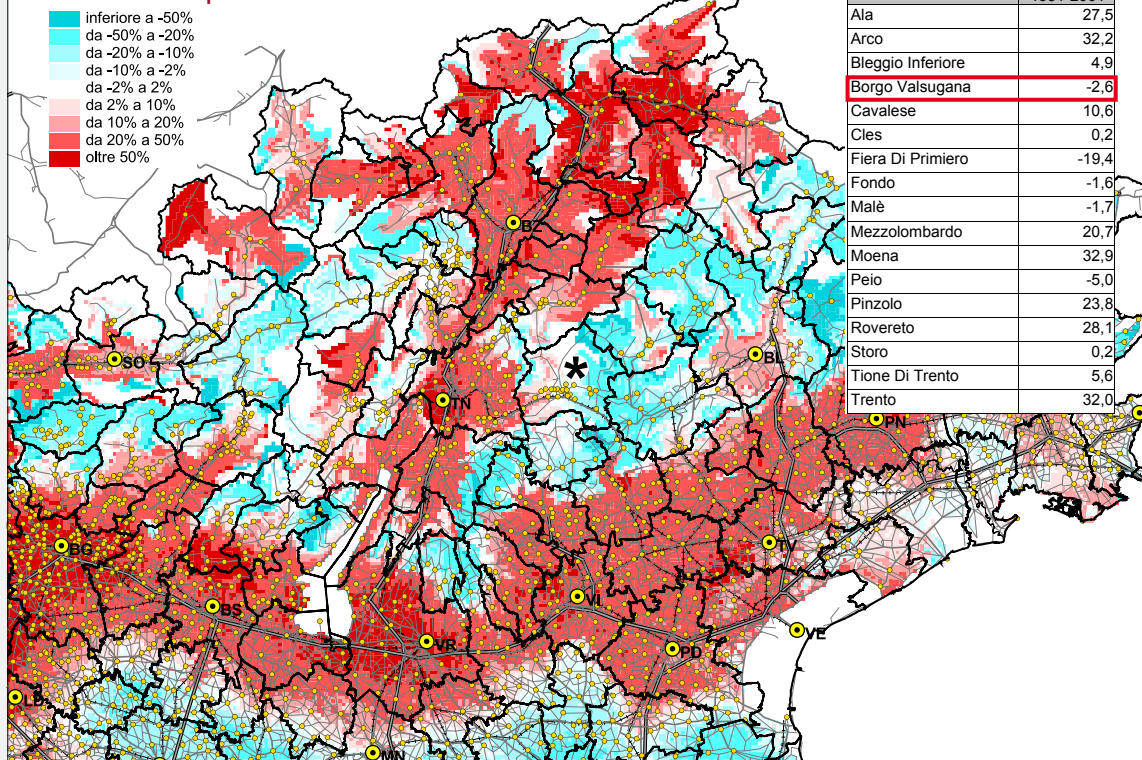 inferiore a -50%
da -50% a -20%
da -20% a -10%
da -10% a -2%
da -2% a 2%
da 2% a 10%
da 10% a 20%
da 20% a 50%
oltre 50%
Ala 27,5
Arco 32,2
Bleggio Inferiore 4,9
Borgo Valsugana -2,6
Cavalese 10,6
Cles 0,2
Fiera Di Primiero -19,4
Fondo -1,6
Malè -1,7
Mezzolombardo 20,7
Moena 32,9
Peio -5,0
Pinzolo 23,8
Rovereto 28,1
Storo 0,2
Tione Di Trento 5,6
Trento 32,0
BZ
SO
BL
*
TN
PN
BG
BS
VI
VE
VR
PD
MN